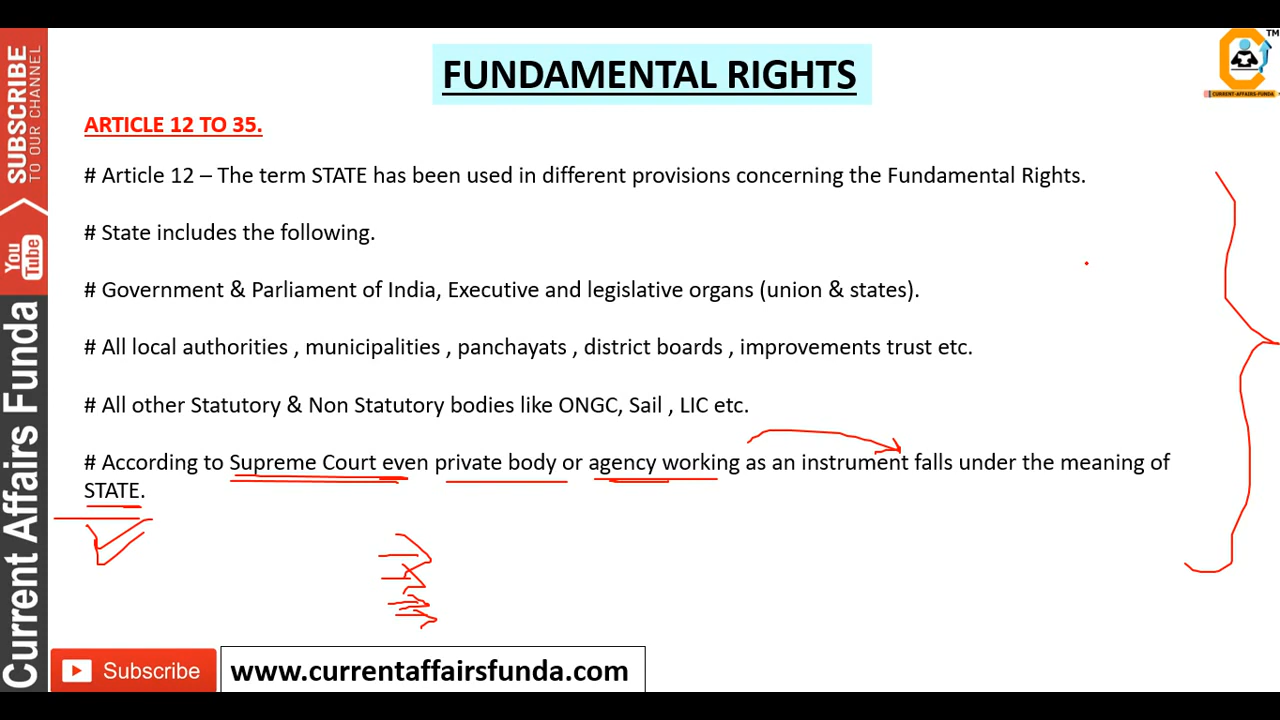 FUNDAMENTAL RIGHTS
TM
CURRENT-AFFAIRS-FUNDA
ARTICLE 12 TO 35.
# Article 12 – The term STATE has been used in different provisions concerning the Fundamental Rights.
# State includes the following.
# Government & Parliament of India, Executive and legislative organs (union & states).
# All local authorities , municipalities , panchayats , district boards , improvements trust etc.
# All other Statutory & Non Statutory bodies like ONGC, Sail , LIC etc.
# According to Supreme Court even private body or agency working as an instrument falls under the meaning of
STATE.
SUBSCRIBE
TO OUR CHANNEL
You
Tube
Current Affairs Funda
Subscribe
www.currentaffairsfunda.com